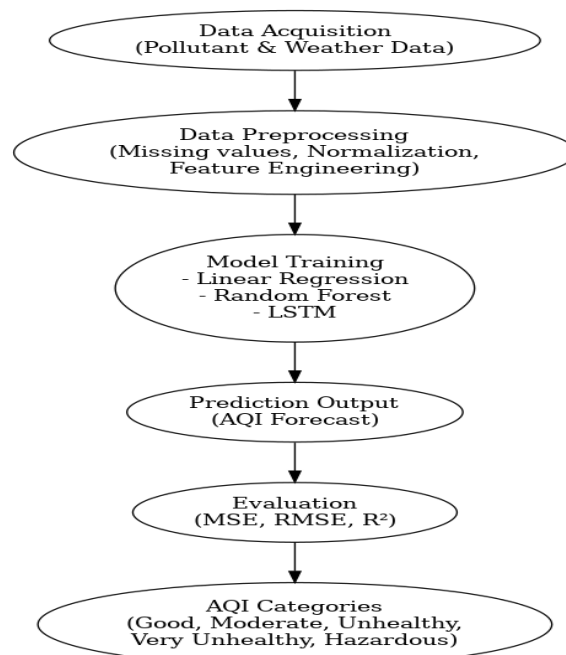 Data Acquisition
(Pollutant & Weather Data)
Data Preprocessing
(Missing values, Normalization,
Feature Engineering)
Model Training
- Linear Regression
- Random Forest
- LSTM
Prediction Output
(AQI Forecast)
Evaluation
(MSE, RMSE, R²)
AQI Categories
(Good, Moderate, Unhealthy,
Very Unhealthy, Hazardous)